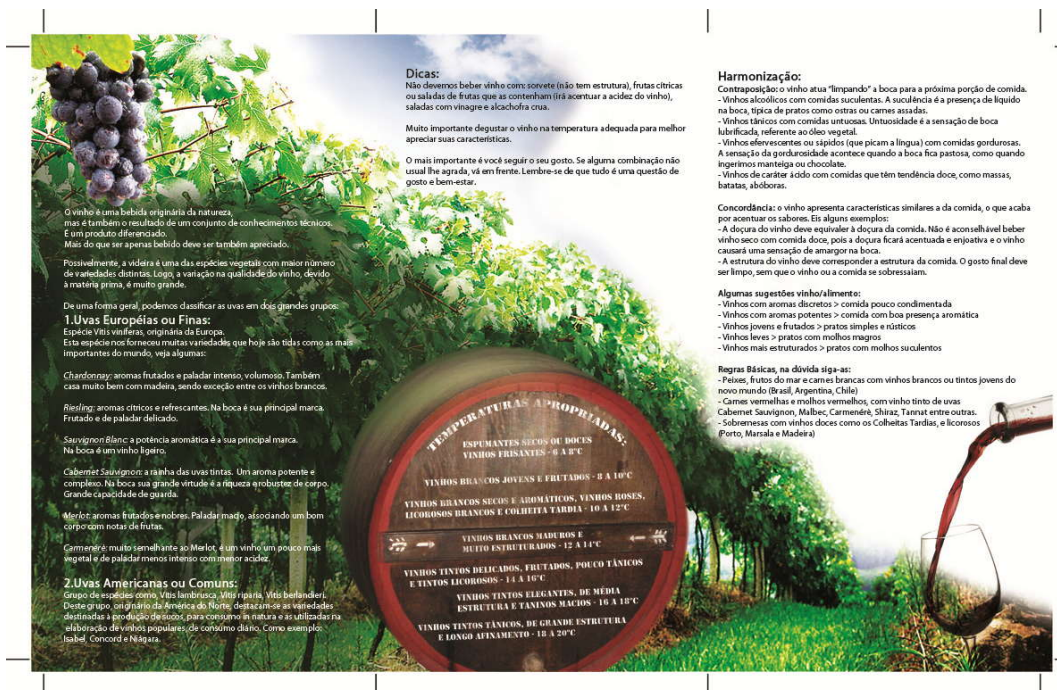 O vinho é uma bebida originária da natureza,
mas é também o resultado de um conjunto de conhecimentos técnicos.
É um produto diferenciado.
Mais do que ser apenas bebido deve ser também apreciado.
Possivelmente, a videira é uma das espécies vegetais com maior número
de variedades distintas. Logo, a variação na qualidade do vinho, devido
à matéria prima, é muito grande.
De uma forma geral, podemos classificar as uvas em dois grandes grupos:
1.Uvas Européias ou Finas:
Espécie Vitis viniferas, originária da Europa.
Esta espécie nos forneceu muitas variedades que hoje são tidas como as mais
importantes do mundo, veja algumas:
Chardonnay: aromas frutados e paladar intenso, volumoso. Também
casa muito bem com madeira, sendo exceção entre os vinhos brancos.
Riesling: aromas cítricos e refrescantes. Na boca é sua principal marca.
Frutado e de paladar delicado.
Sauvignon Blanc: a potência aromática é a sua principal marca.
Na boca é um vinho ligeiro.
Cabernet Sauvignon: a rainha das uvas tintas. Um aroma potente e
complexo. Na boca sua grande virtude é a riqueza e robustez de corpo.
Grande capacidade de guarda.
Merlot: aromas frutados e nobres. Paladar macio, associando um bom
corpo com notas de frutas.
Carmenéré: muito semelhante ao Merlot, é um vinho um pouco mais
vegetal e de paladar menos intenso com menor acidez.
2.Uvas Americanas ou Comuns:
Grupo de espécies como, Vitis lambrusca, Vitis riparia, Vitis berlandieri.
Deste grupo, originário da América do Norte, destacam-se as variedades
destinadas à produção de sucos, para consumo in natura e as utilizadas na
elaboração de vinhos populares, de consumo diário. Como exemplo:
Isabel, Concord e Niágara.
Dicas:
Não devemos beber vinho com: sorvete (não tem estrutura), frutas cítricas
ou saladas de frutas que as contenham (irá acentuar a acidez do vinho),
saladas com vinagre e alcachofra crua.
Muito importante degustar o vinho na temperatura adequada para melhor
apreciar suas características.
O mais importante é você seguir o seu gosto. Se alguma combinação não
usual lhe agrada, vá em frente. Lembre-se de que tudo é uma questão de
gosto e bem-estar.
TEMPERATURAS APROPRIADAS:
ESPUMANTES SECOS OU DOCES
VINHOS FRISANTES - 6 A 8°C
VINHOS BRANCOS JOVENS E FRUTADOS - 8 A 10°C
VINHOS BRANCOS SECOS E AROMÁTICOS, VINHOS ROSES,
LICOROSOS BRANCOS E COLHEITA TARDIA - 10 A 12°C
VINHOS BRANCOS MADUROS E
MUITO ESTRUTURADOS - 12 A 14°C
VINHOS TINTOS DELICADOS, FRUTADOS, POUCO TÂNICOS
E TINTOS LICOROSOS - 14 A 16°C
VINHOS TINTOS ELEGANTES, DE MÉDIA
ESTRUTURA E TANINOS MACIOS - 16 A 18°C
VINHOS TINTOS TÂNICOS, DE GRANDE ESTRUTURA
E LONGO AFINAMENTO - 18 A 20°C
Harmonização:
Contraposição: o vinho atua “limpando” a boca para a próxima porção de comida.
- Vinhos alcoólicos com comidas suculentas. A suculência é a presença de líquido
na boca, típica de pratos como ostras ou carnes assadas.
- Vinhos tânicos com comidas untuosas. Untuosidade é a sensação de boca
lubrificada, referente ao óleo vegetal.
- Vinhos efervescentes ou sápidos (que picam a língua) com comidas gordurosas.
A sensação da gordurosidade acontece quando a boca fica pastosa, como quando
ingerimos manteiga ou chocolate.
- Vinhos de caráter ácido com comidas que têm tendência doce, como massas,
batatas, abóboras.
Concordância: o vinho apresenta características similares a da comida, o que acaba
por acentuar os sabores. Eis alguns exemplos:
- A doçura do vinho deve equivaler à doçura da comida. Não é aconselhável beber
vinho seco com comida doce, pois a doçura ficará acentuada e enjoativa e o vinho
causará uma sensação de amargor na boca.
- A estrutura do vinho deve corresponder a estrutura da comida. O gosto final deve
ser limpo, sem que o vinho ou a comida se sobressaiam.
Algumas sugestões vinho/alimento:
- Vinhos com aromas discretos > comida pouco condimentada
- Vinhos com aromas potentes > comida com boa presença aromática
- Vinhos jovens e frutados > pratos simples e rústicos
- Vinhos leves > pratos com molhos magros
- Vinhos mais estruturados > pratos com molhos suculentos
Regras Básicas, na dúvida siga-as:
- Peixes, frutos do mar e carnes brancas com vinhos brancos ou tintos jovens do
novo mundo (Brasil, Argentina, Chile)
- Carnes vermelhas e molhos vermelhos, com vinho tinto de uvas
Cabernet Sauvignon, Malbec, Carmenéré, Shiraz, Tannat entre outras.
- Sobremesas com vinhos doces como os Colheitas Tardias, e licorosos
(Porto, Marsala e Madeira)